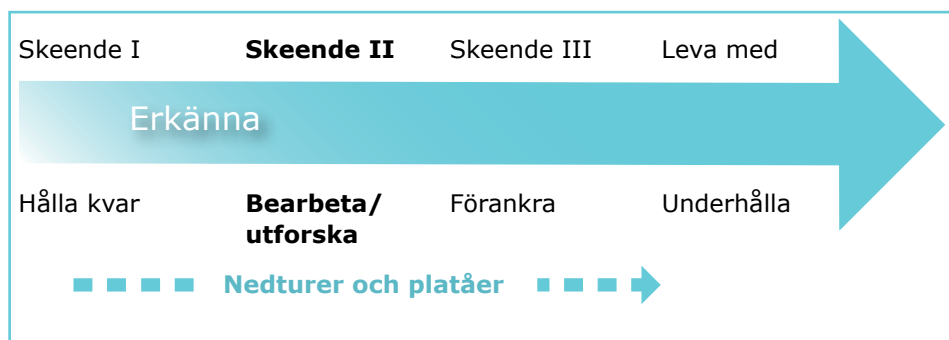 Skeende I Skeende II Skeende III Leva med
Erkänna
Hålla kvar Bearbeta/ Förankra Underhålla
utforska
Nedturer och platåer